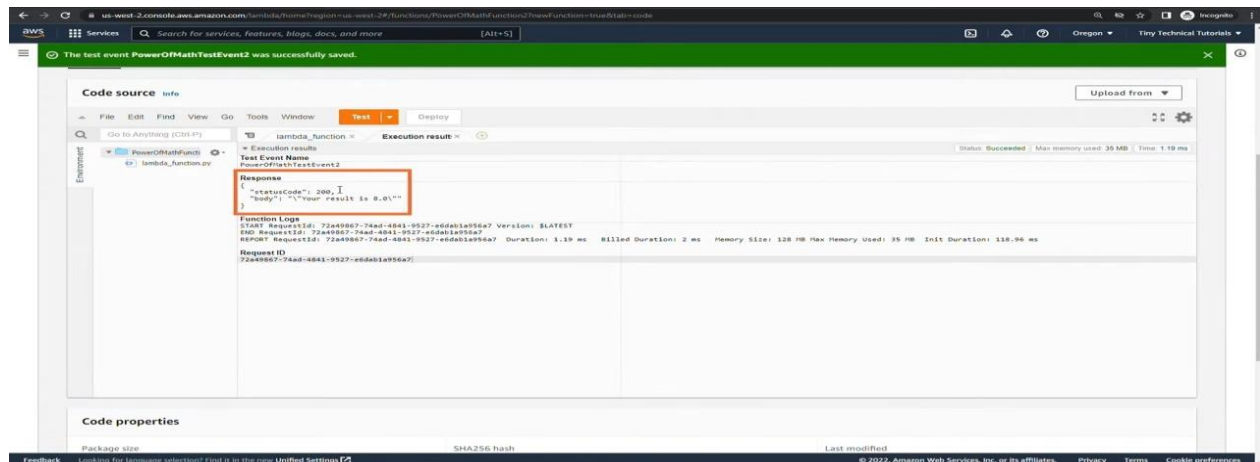 us-west-2.console.aws.amazon.com/lambda/home?region=us-west-2#/functions/PowerOfMathFunction2?newFunction=true&tab=code
Incognito
aws
Services
Search for services, features, blogs, docs, and more
[Alt+S]
Oregon
Tiny Technical Tutorials
The test event PowerOfMathTestEvent2 was successfully saved.
Code source Info
Upload from
File Edit Find View Go Tools Window Test Deploy
Go to Anything (Ctrl-P)
lambda_function ×
Execution result ×
Environment
PowerOfMathFuncti
lambda_function.py
Execution results
Status: Succeeded Max memory used: 35 MB Time: 1.19 ms
Test Event Name
PowerOfMathTestEvent2
Response
{
"statusCode": 200,
"body": "\"Your result is 8.0\""
}
Function Logs
START RequestId: 72a49867-74ad-4841-9527-e6dab1a956a7 Version: $LATEST
END RequestId: 72a49867-74ad-4841-9527-e6dab1a956a7
REPORT RequestId: 72a49867-74ad-4841-9527-e6dab1a956a7 Duration: 1.19 ms Billed Duration: 2 ms Memory Size: 128 MB Max Memory Used: 35 MB Init Duration: 118.96 ms
Request ID
72a49867-74ad-4841-9527-e6dab1a956a7
Code properties
Package size
SHA256 hash
Last modified
Feedback
Looking for language selection? Find it in the new Unified Settings
© 2022, Amazon Web Services, Inc. or its affiliates.
Privacy
Terms
Cookie preferences